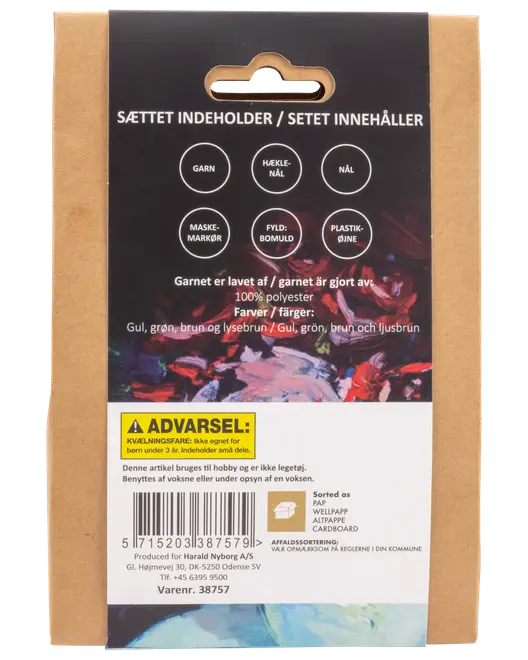 SÆTTET INDEHOLDER / SETET INNEHÅLLER
GARN
HÆKLE-
NÅL
NÅL
MASKE-
MARKØR
FYLD:
BOMULD
PLASTIK-
ØJNE
Garnet er lavet af / garnet är gjort av:
100% polyester
Farver / färger:
Gul, grøn, brun og lysebrun / Gul, grön, brun och ljusbrun
ADVARSEL:
KVÆLNINGSFARE: Ikke egnet for
børn under 3 år. Indeholder små dele.
Denne artikel bruges til hobby og er ikke legetøj.
Benyttes af voksne eller under opsyn af en voksen.
5 715203 387579 >
Produced for Harald Nyborg A/S
Gl. Højmevej 30, DK-5250 Odense SV
Tlf. +45 6395 9500
Varenr. 38757
Sorted as
PAP
WELLPAPP
ALTPAPPE
CARDBOARD
AFFALDSSORTERING:
VÆR OPMÆRKSOM PÅ REGLERNE I DIN KOMMUNE